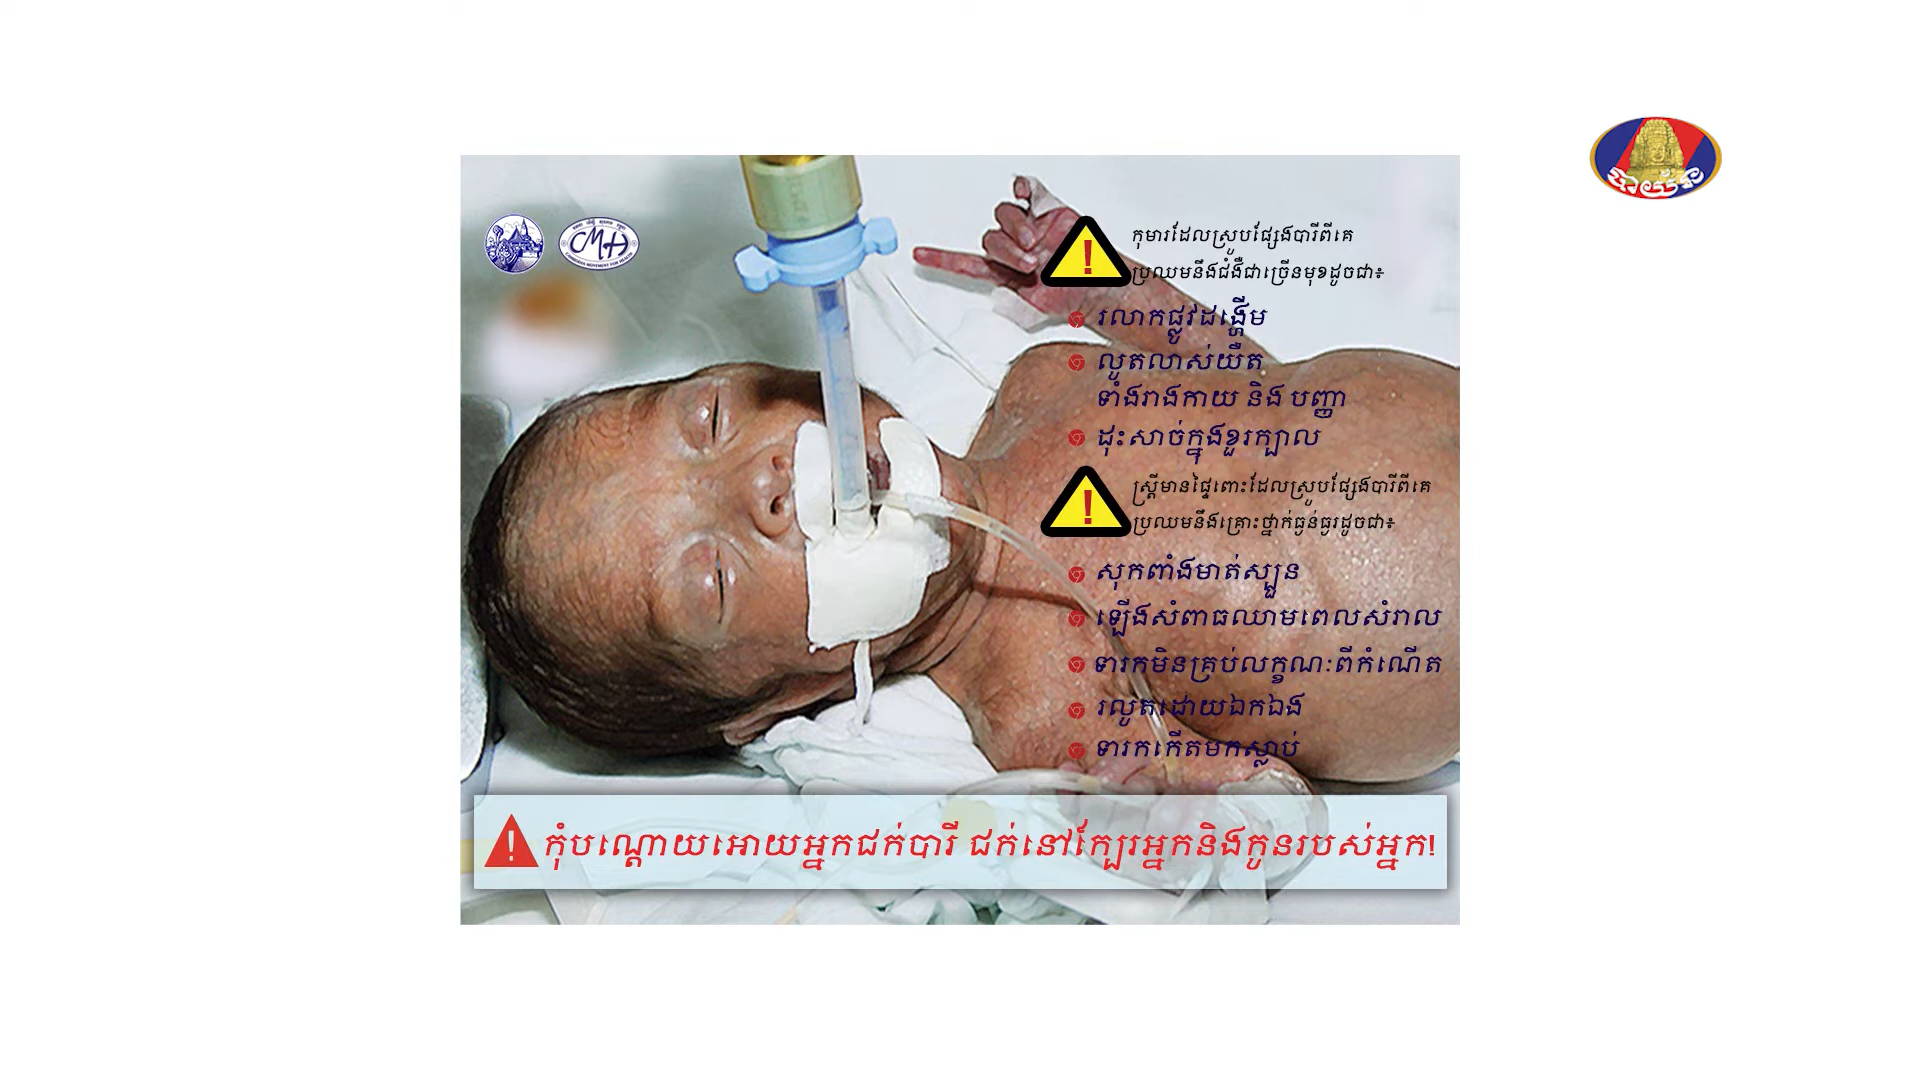 CMH
CAMBODIA MOVEMENT FOR HEALTH
បាយ័ន
កុមារដែលស្រូបផ្សែងបារីពីគេ
ប្រឈមនឹងជំងឺជាច្រើនមុខដូចជា៖
រលាកផ្លូវដង្ហើម
លូតលាស់យឺត
ទាំងរាងកាយ និង បញ្ញា
ដុះសាច់ក្នុងខួរក្បាល
ស្ត្រីមានផ្ទៃពោះដែលស្រូបផ្សែងបារីពីគេ
ប្រឈមនឹងគ្រោះថ្នាក់ធ្ងន់ធ្ងរដូចជា៖
សុកពាំងមាត់ស្បួន
ឡើងសំពាធឈាមពេលសំរាល
ទារកមិនគ្រប់លក្ខណៈពីកំណើត
រលូតដោយឯកឯង
ទារកកើតមកស្លាប់
កុំបណ្តោយអោយអ្នកជក់បារី ជក់នៅក្បែរអ្នកនិងកូនរបស់អ្នក!